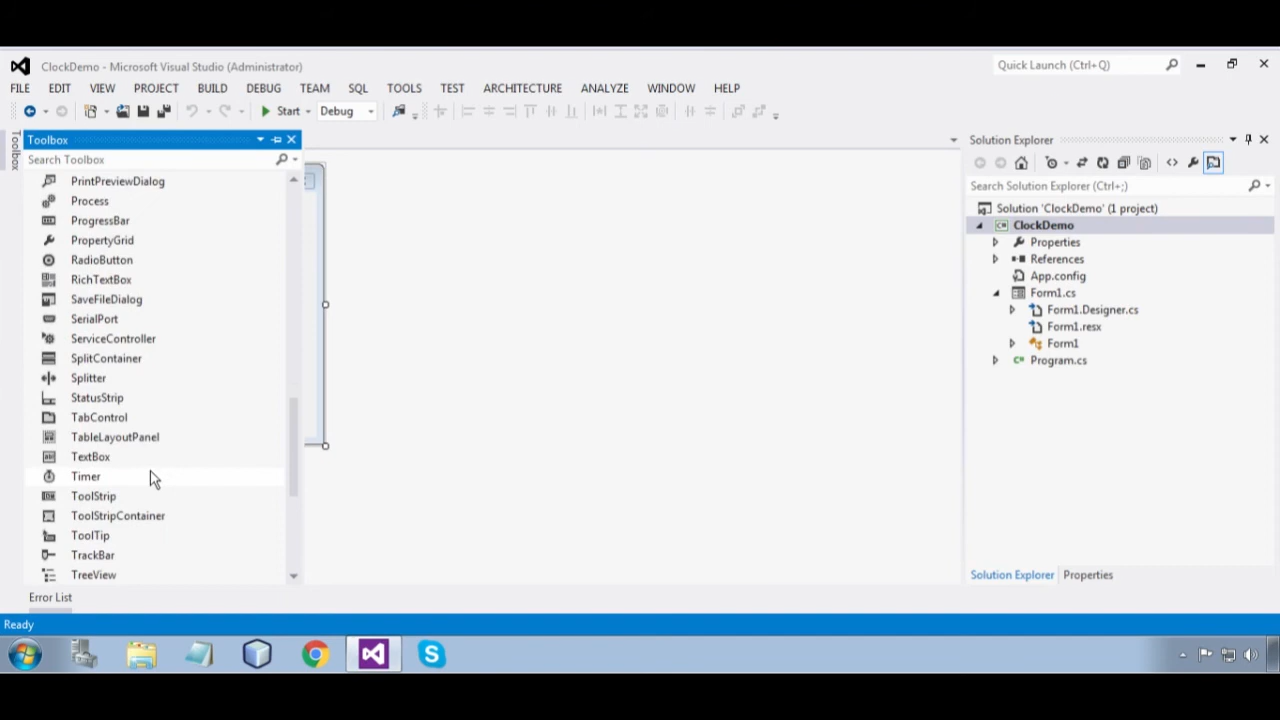 ClockDemo - Microsoft Visual Studio (Administrator)
Quick Launch (Ctrl+Q)
FILE EDIT VIEW PROJECT BUILD DEBUG TEAM SQL TOOLS TEST ARCHITECTURE ANALYZE WINDOW HELP
Start Debug
Toolbox
Toolbox
Search Toolbox
PrintPreviewDialog
Process
ProgressBar
PropertyGrid
RadioButton
RichTextBox
SaveFileDialog
SerialPort
ServiceController
SplitContainer
Splitter
StatusStrip
TabControl
TableLayoutPanel
TextBox
Timer
ToolStrip
ToolStripContainer
ToolTip
TrackBar
TreeView
Solution Explorer
Search Solution Explorer (Ctrl+;)
Solution 'ClockDemo' (1 project)
ClockDemo
Properties
References
App.config
Form1.cs
Form1.Designer.cs
Form1.resx
Form1
Program.cs
Solution Explorer Properties
Error List
Ready